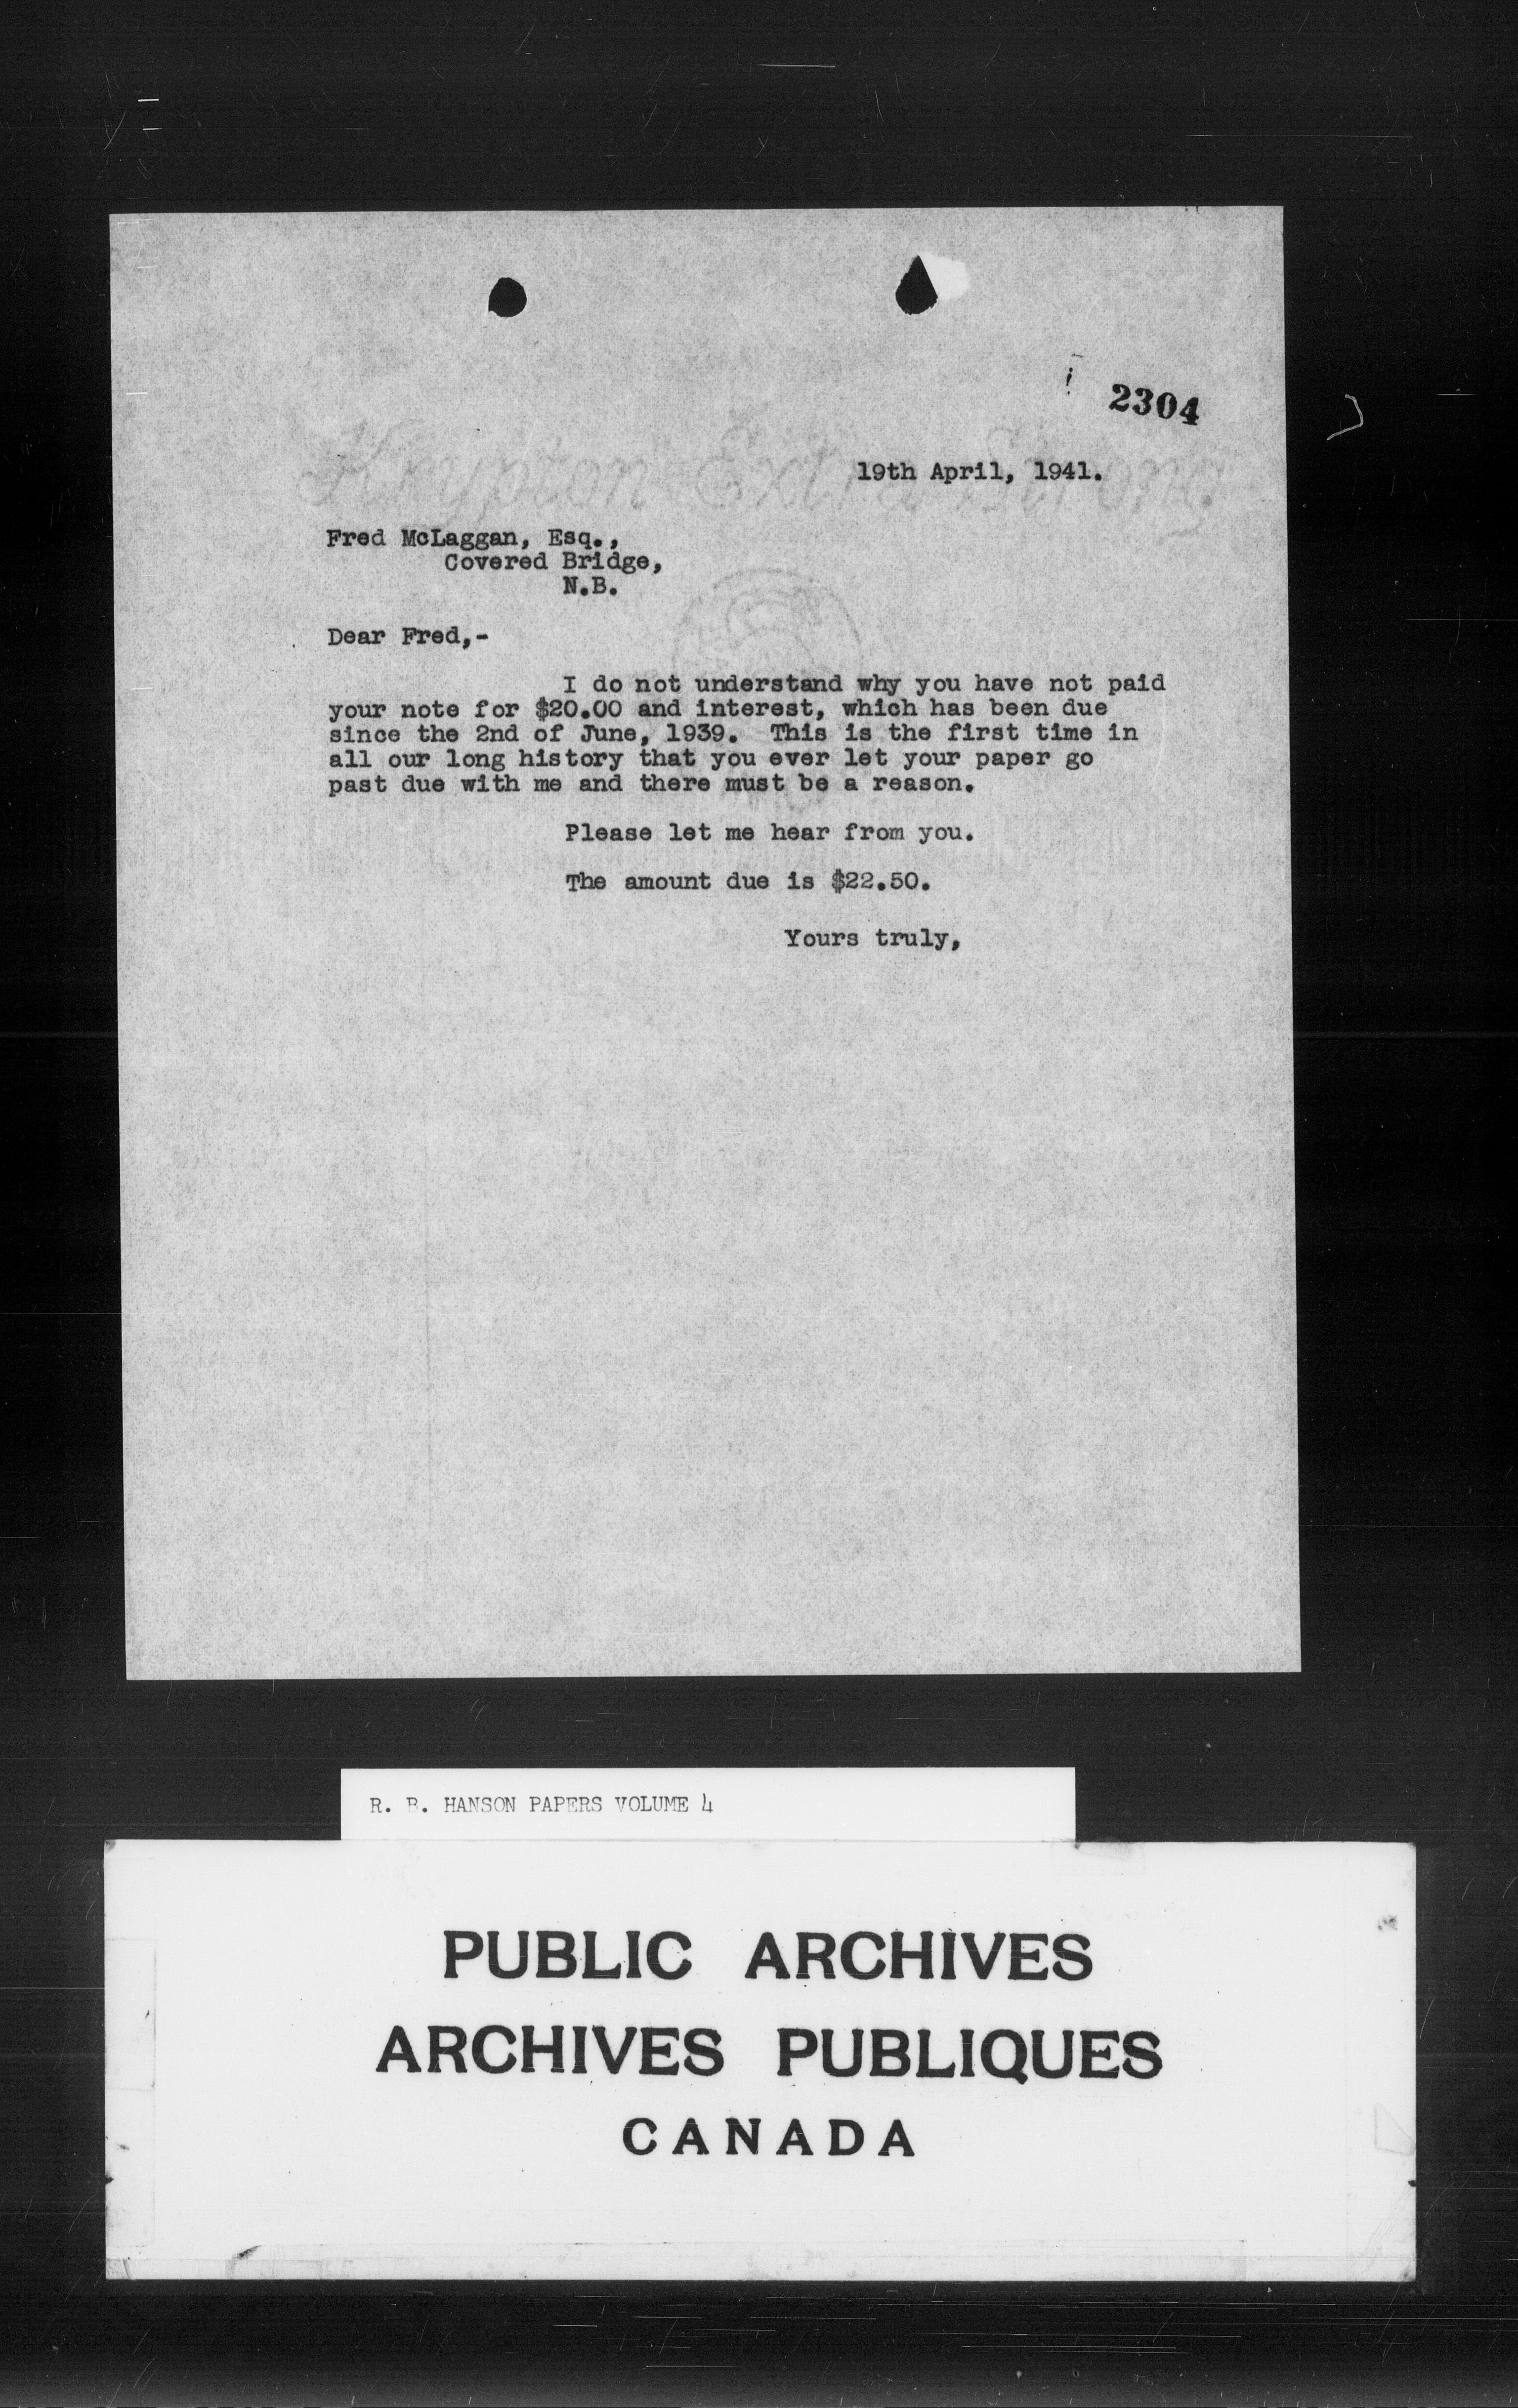 2304
19th April, 1941.
Fred McLaggan, Esq.,
Covered Bridge,
N.B.
Dear Fred,-
I do not understand why you have not paid
your note for $20.00 and interest, which has been due
since the 2nd of June, 1939. This is the first time in
all our long history that you ever let your paper go
past due with me and there must be a reason.
Please let me hear from you.
The amount due is $22.50.
Yours truly,
R. B. HANSON PAPERS VOLUME 4
PUBLIC ARCHIVES
ARCHIVES PUBLIQUES
CANADA